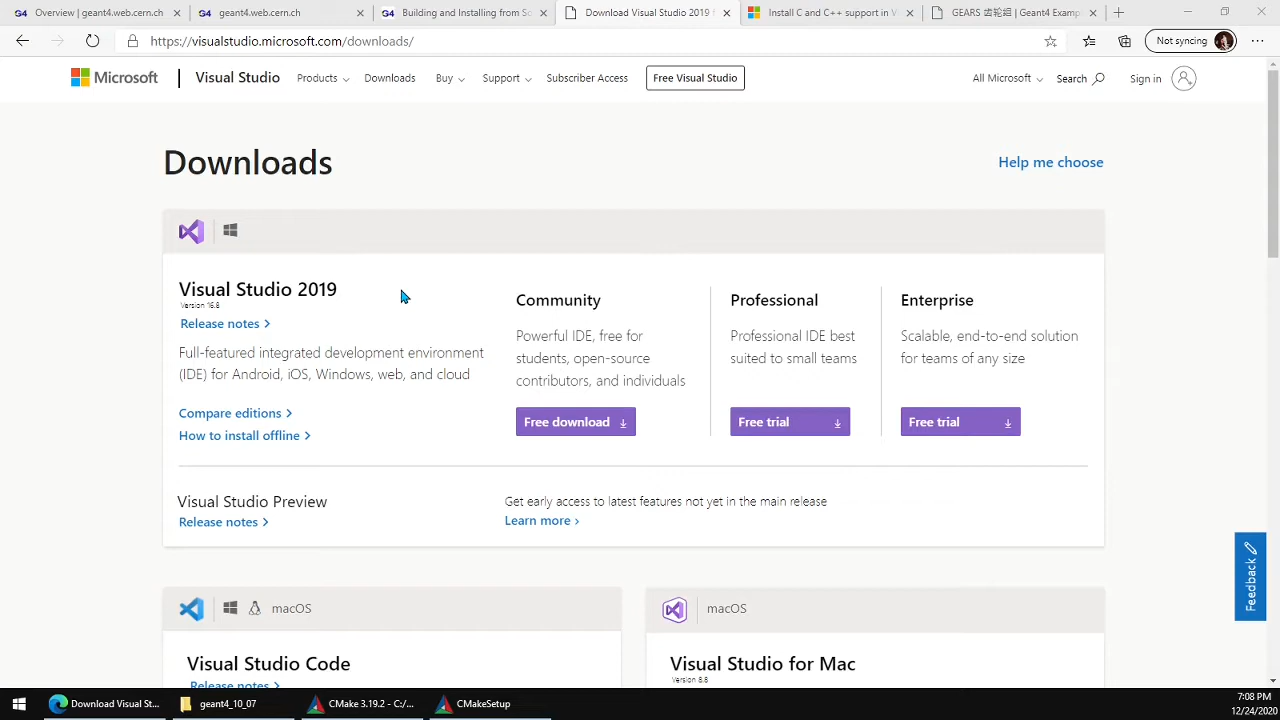 Overview | geant4.web.cern.ch
geant4.web.cern.ch
Building and Installing from So
Download Visual Studio 2019 f
Install C and C++ support in V
GEARS 齿轮组 | Geant4 Examp
https://visualstudio.microsoft.com/downloads/
Not syncing
Microsoft
Visual Studio
Products
Downloads
Buy
Support
Subscriber Access
Free Visual Studio
All Microsoft
Search
Sign in
Downloads
Help me choose
Visual Studio 2019
Version 16.8
Release notes
Full-featured integrated development environment
(IDE) for Android, iOS, Windows, web, and cloud
Compare editions
How to install offline
Community
Powerful IDE, free for
students, open-source
contributors, and individuals
Free download
Professional
Professional IDE best
suited to small teams
Free trial
Enterprise
Scalable, end-to-end solution
for teams of any size
Free trial
Visual Studio Preview
Release notes
Get early access to latest features not yet in the main release
Learn more
Feedback
macOS
Visual Studio Code
Release notes
macOS
Visual Studio for Mac
Version 8.8
Download Visual St...
geant4_10_07
CMake 3.19.2 - C:/...
CMakeSetup
7:08 PM
12/24/2020